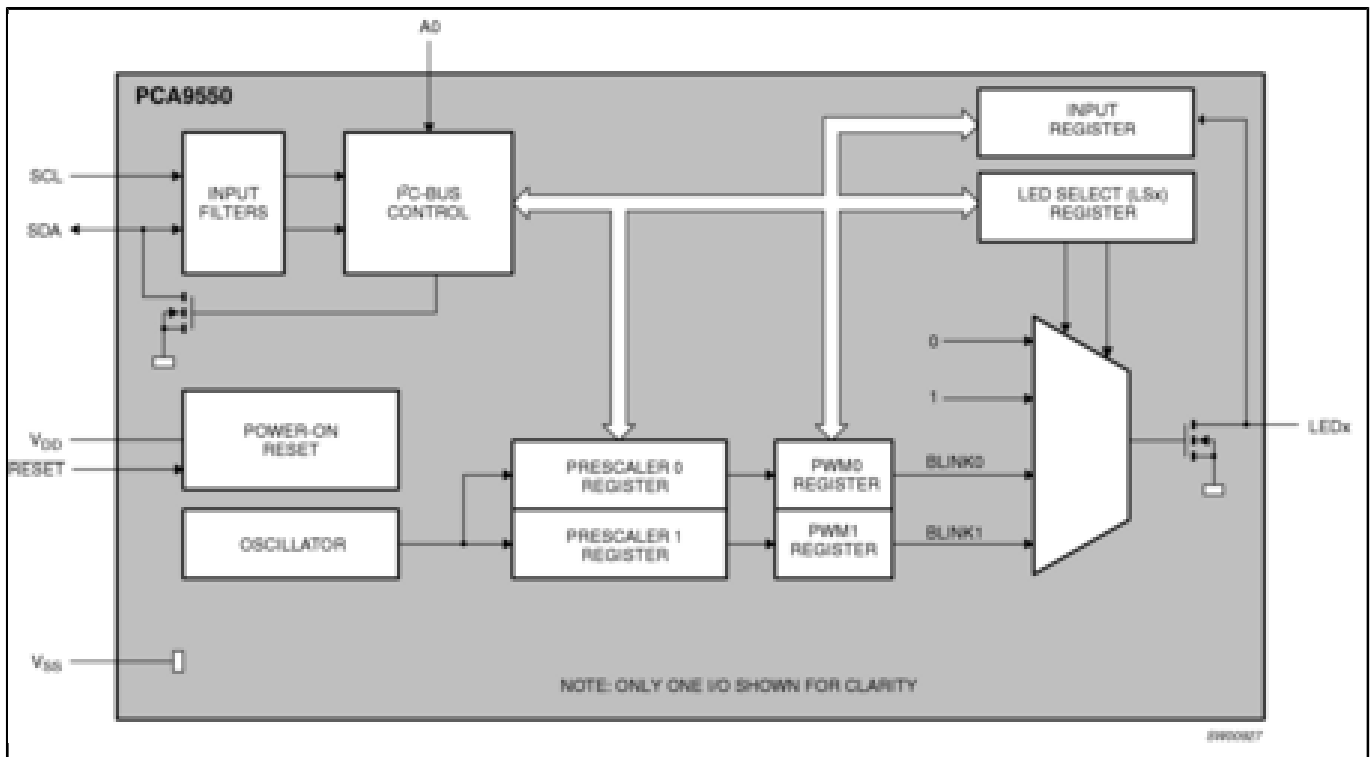 A0
PCA9550
INPUT
REGISTER
SCL
INPUT
FILTERS
I²C-BUS
CONTROL
LED SELECT (LSx)
REGISTER
SDA
0
1
POWER-ON
RESET
VDD
RESET
LEDx
PRESCALER 0
REGISTER
PWM0
REGISTER
BLINK0
OSCILLATOR
PRESCALER 1
REGISTER
PWM1
REGISTER
BLINK1
VSS
NOTE: ONLY ONE I/O SHOWN FOR CLARITY